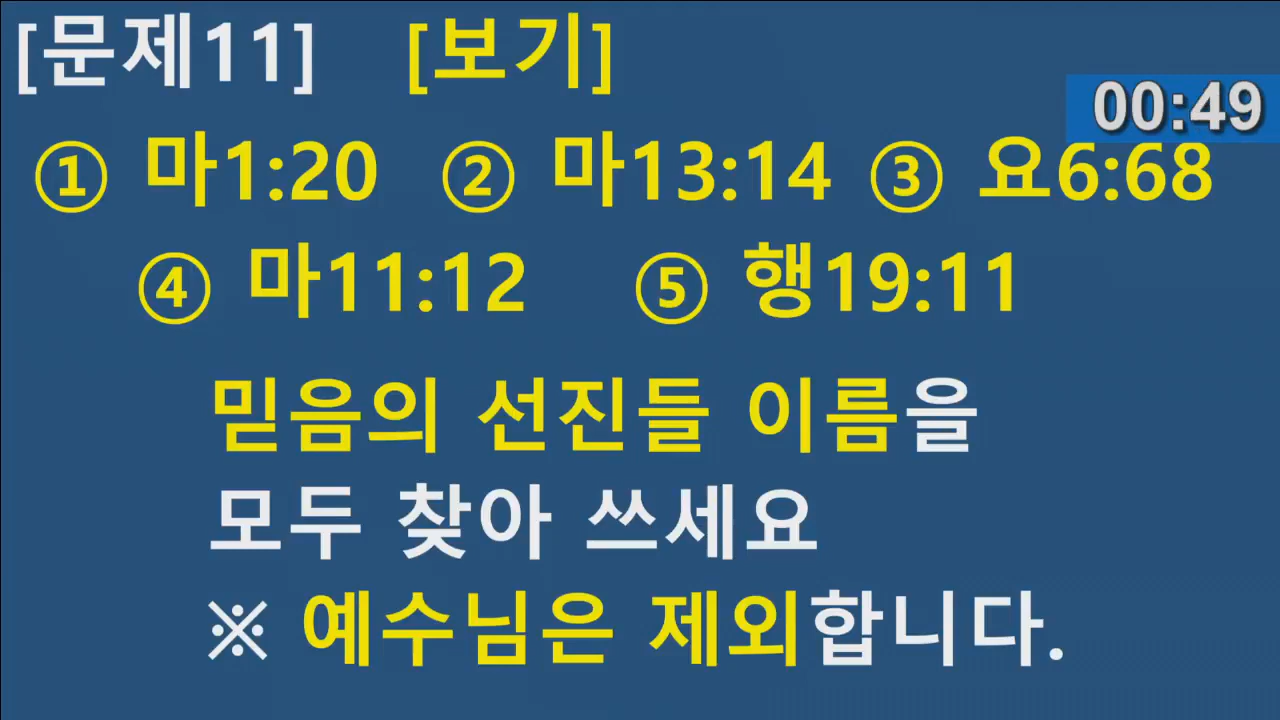 [문제11] [보기]
00:49
① 마1:20 ② 마13:14 ③ 요6:68
④ 마11:12 ⑤ 행19:11
믿음의 선진들 이름을
모두 찾아 쓰세요
※ 예수님은 제외합니다.